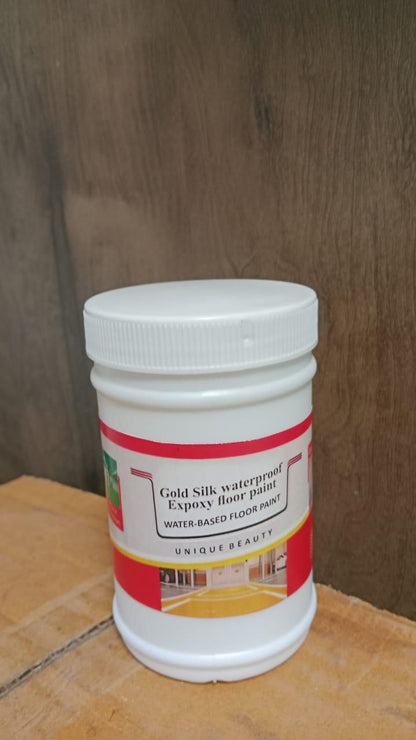 Gold Silk waterproof
Expoxy floor paint
WATER-BASED FLOOR PAINT
UNIQUE BEAUTY